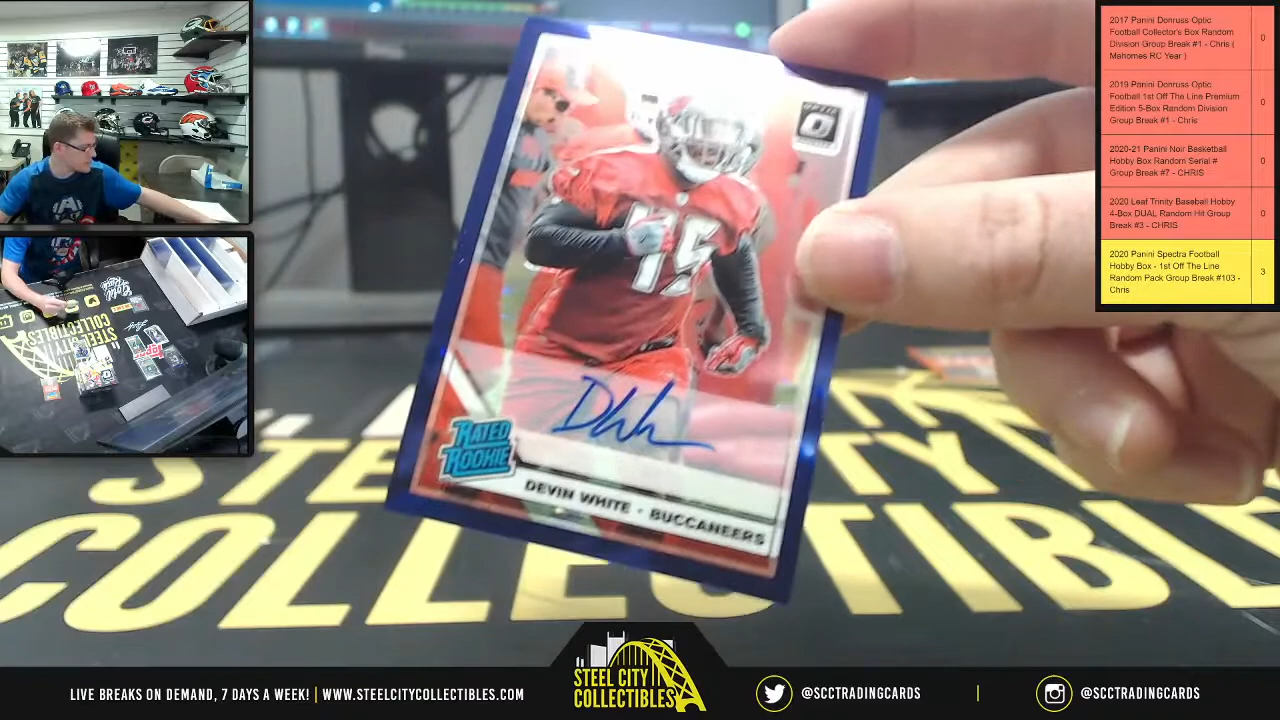 2017 Panini Donruss Optic
Football Collector's Box Random
Division Group Break #1 - Chris (
Mahomes RC Year )
0
2019 Panini Donruss Optic
Football 1st Off The Line Premium
Edition 5-Box Random Division
Group Break #1 - Chris
0
2020-21 Panini Noir Basketball
Hobby Box Random Serial #
Group Break #7 - CHRIS
0
2020 Leaf Trinity Baseball Hobby
4-Box DUAL Random Hit Group
Break #3 - CHRIS
0
2020 Panini Spectra Football
Hobby Box - 1st Off The Line
Random Pack Group Break #103 -
Chris
3
OPTIC
RATED
ROOKIE
DEVIN WHITE · BUCCANEERS
COLLECTIBLES
STEEL CITY
COLLECTIBLES
LIVE BREAKS ON DEMAND, 7 DAYS A WEEK! | WWW.STEELCITYCOLLECTIBLES.COM
@SCCTRADINGCARDS
@SCCTRADINGCARDS